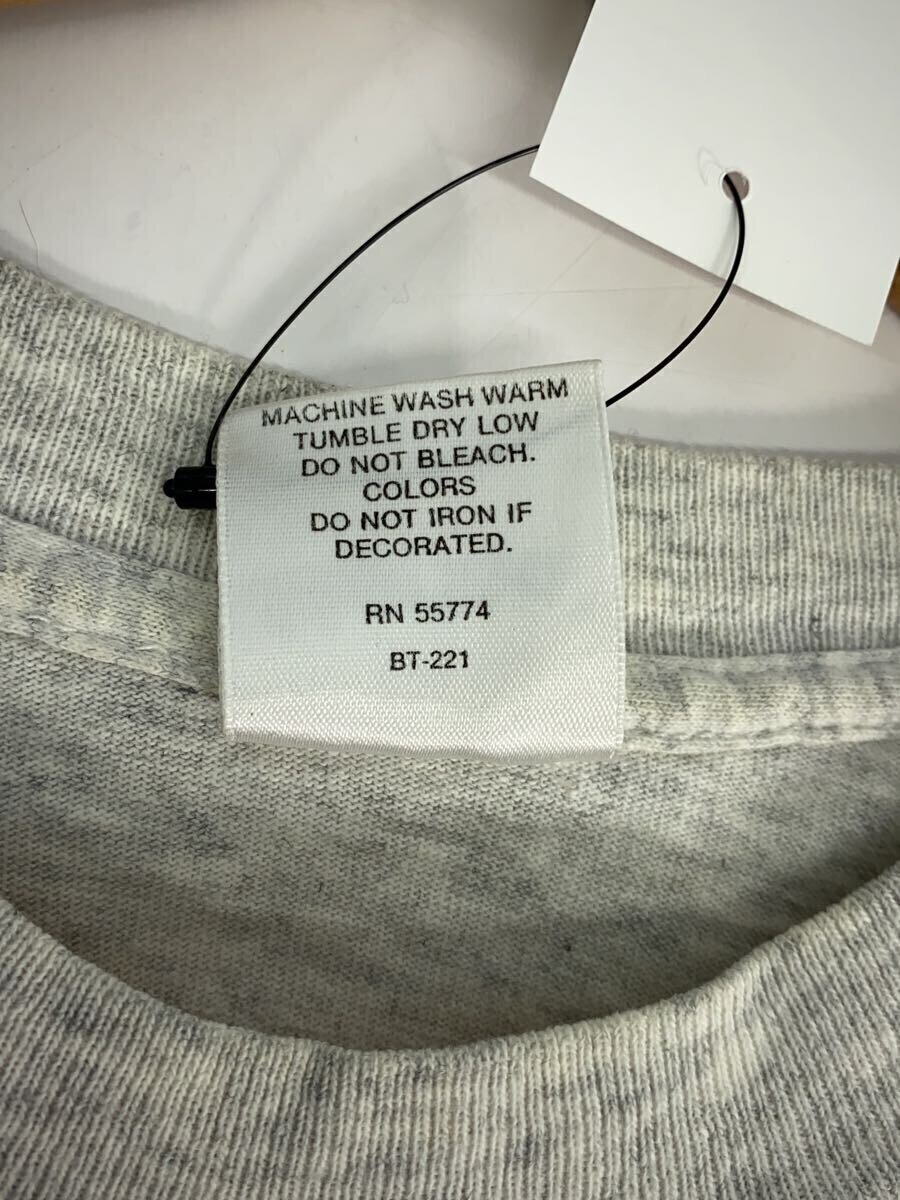 MACHINE WASH WARM
TUMBLE DRY LOW
DO NOT BLEACH.
COLORS
DO NOT IRON IF
DECORATED.
RN 55774
BT-221